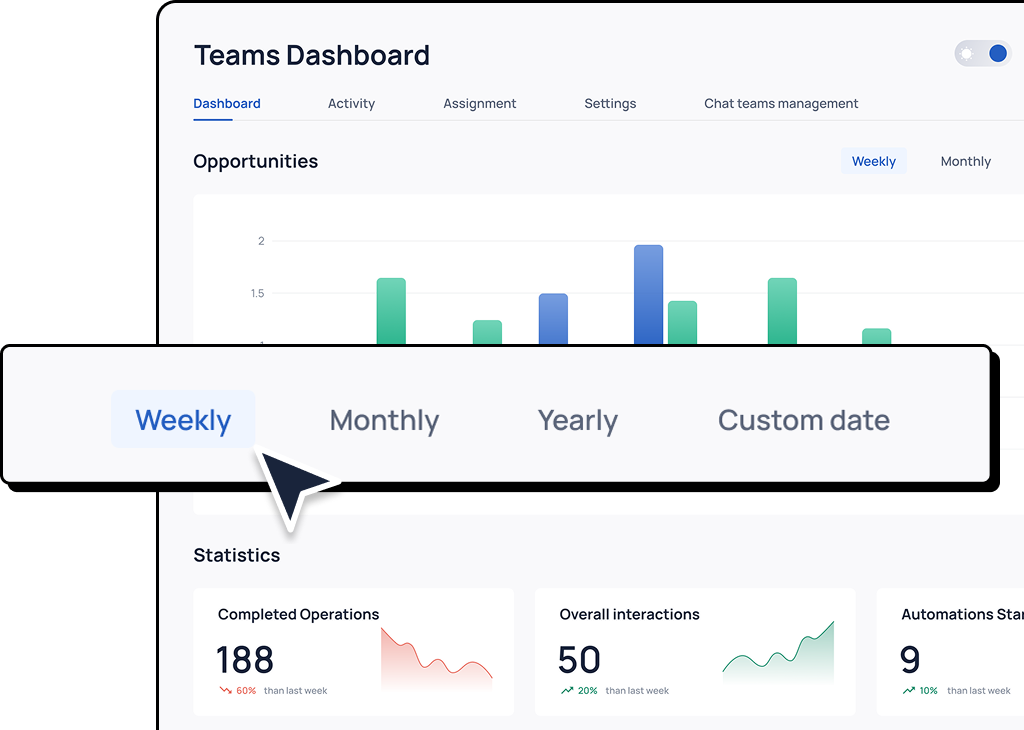 Teams Dashboard
Dashboard Activity Assignment Settings Chat teams management
Opportunities Weekly Monthly
2
1.5
Weekly Monthly Yearly Custom date
Statistics
Completed Operations
188
60% than last week
Overall interactions
50
20% than last week
Automations Star
9
10% than last week